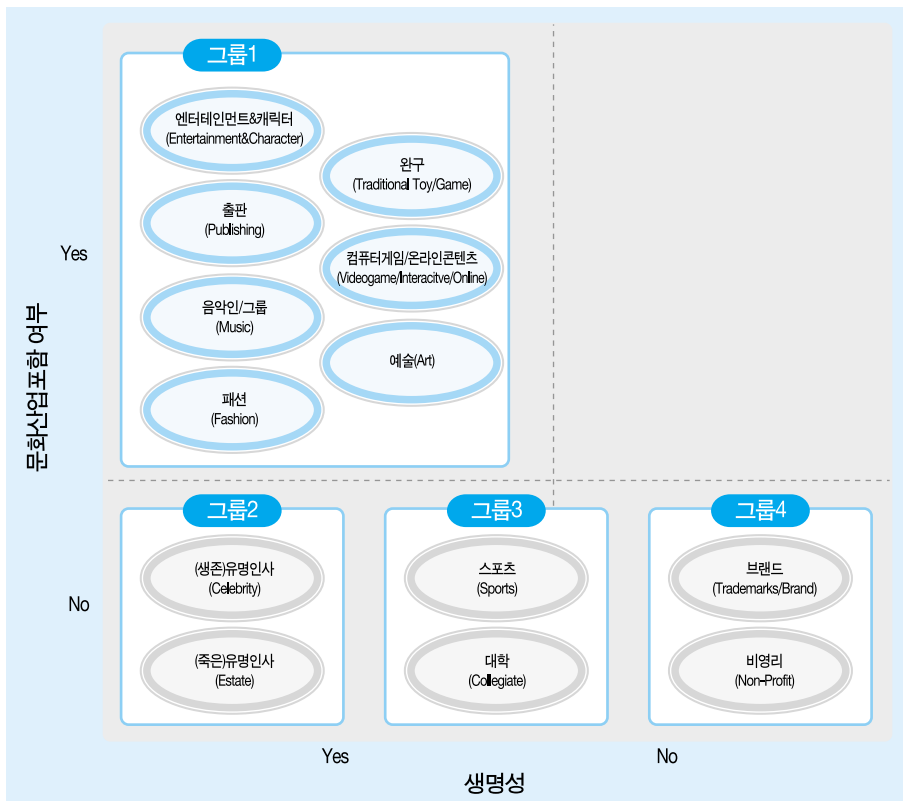 그룹1
엔터테인먼트&캐릭터
(Entertainment&Character)
완구
(Traditional Toy/Game)
출판
(Publishing)
Yes
컴퓨터게임/온라인콘텐츠
(Videogame/Interacitve/Online)
음악인/그룹
(Music)
예술(Art)
패션
(Fashion)
문화산업포함 여부
그룹2
그룹3
그룹4
(생존)유명인사
(Celebrity)
스포츠
(Sports)
브랜드
(Trademarks/Brand)
No
(죽은)유명인사
(Estate)
대학
(Collegiate)
비영리
(Non-Profit)
Yes
No
생명성